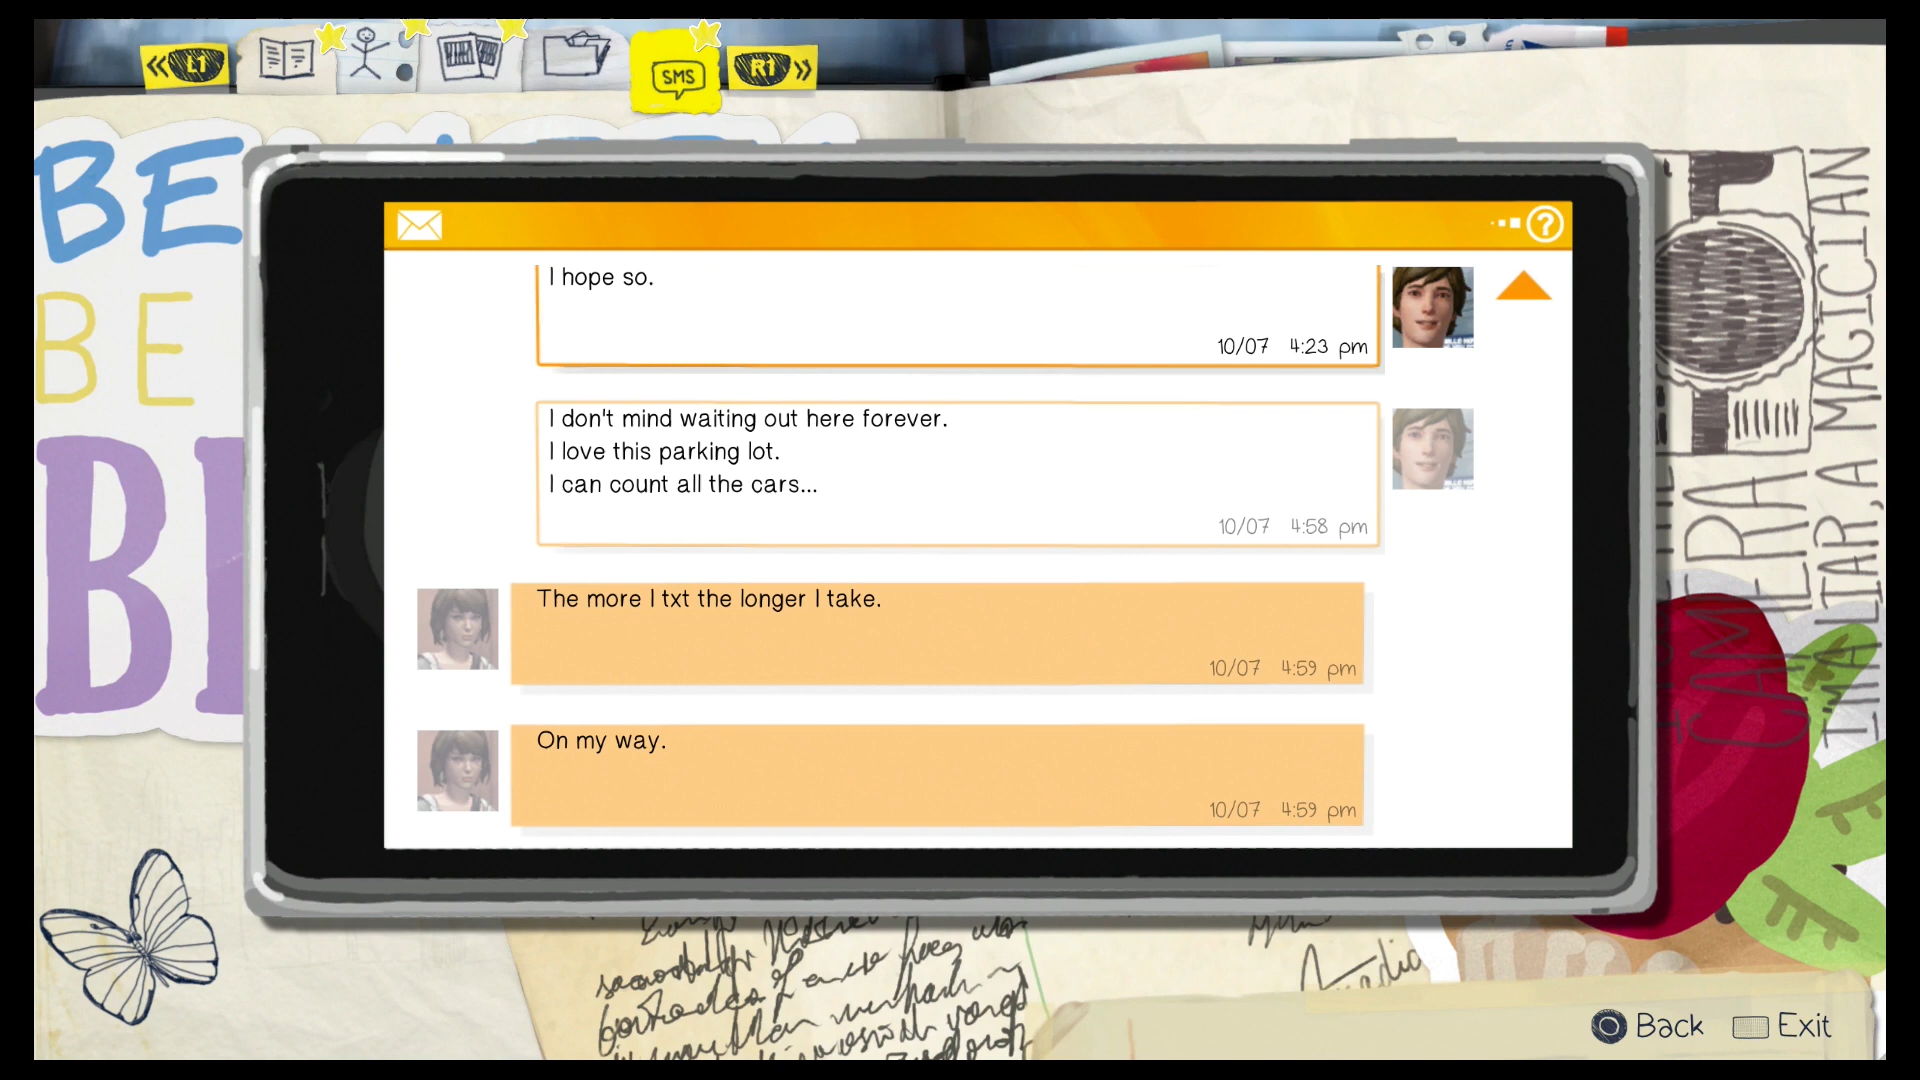 L1
SMS
R1
BE
BE
I hope so.
10/07 4:23 pm
I don't mind waiting out here forever.
I love this parking lot.
I can count all the cars...
10/07 4:58 pm
The more I txt the longer I take.
10/07 4:59 pm
On my way.
10/07 4:59 pm
CAMERA
A MAGICIAN
Back
Exit